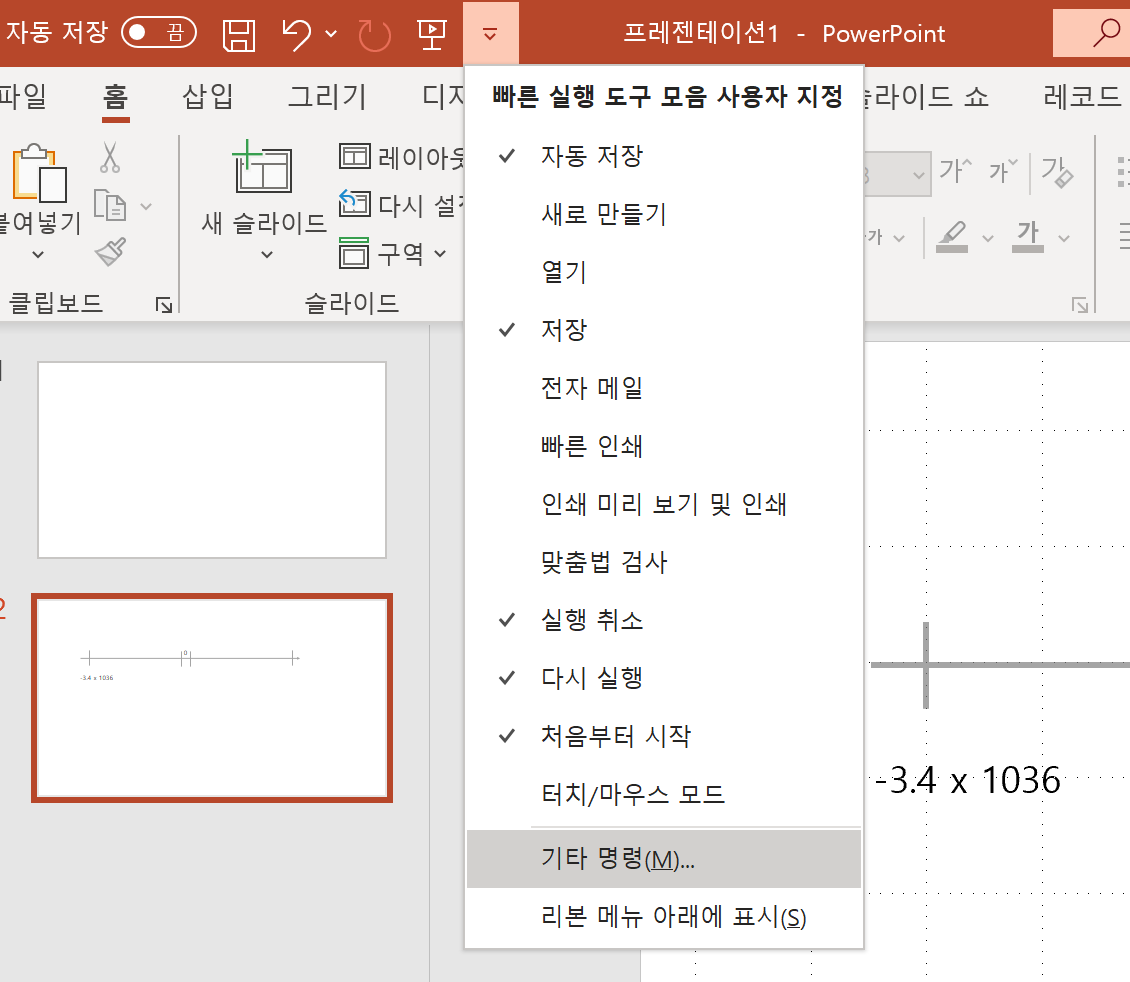 자동 저장 끔 프레젠테이션1 - PowerPoint
파일 홈 삽입 그리기 슬라이드 쇼 레코드
붙여넣기
새 슬라이드
레이아웃
다시 설정
구역
클립보드
슬라이드
가 가 가
가 가
빠른 실행 도구 모음 사용자 지정
자동 저장
새로 만들기
열기
저장
전자 메일
빠른 인쇄
인쇄 미리 보기 및 인쇄
맞춤법 검사
실행 취소
다시 실행
처음부터 시작
터치/마우스 모드
기타 명령(M)...
리본 메뉴 아래에 표시(S)
2
0
-3.4 x 1036
-3.4 x 1036